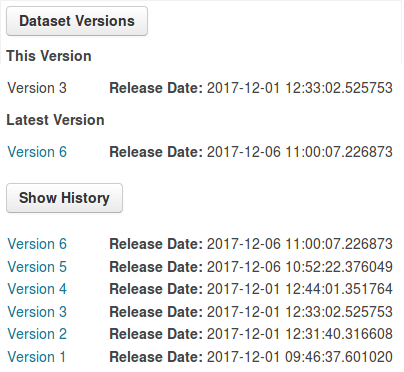 Dataset Versions
This Version
Version 3 Release Date: 2017-12-01 12:33:02.525753
Latest Version
Version 6 Release Date: 2017-12-06 11:00:07.226873
Show History
Version 6 Release Date: 2017-12-06 11:00:07.226873
Version 5 Release Date: 2017-12-06 10:52:22.376049
Version 4 Release Date: 2017-12-01 12:44:01.351764
Version 3 Release Date: 2017-12-01 12:33:02.525753
Version 2 Release Date: 2017-12-01 12:31:40.316608
Version 1 Release Date: 2017-12-01 09:46:37.601020